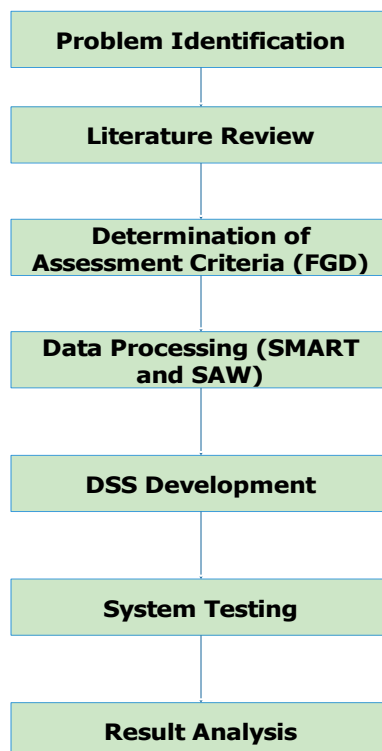 Problem Identification
Literature Review
Determination of
Assessment Criteria (FGD)
Data Processing (SMART
and SAW)
DSS Development
System Testing
Result Analysis